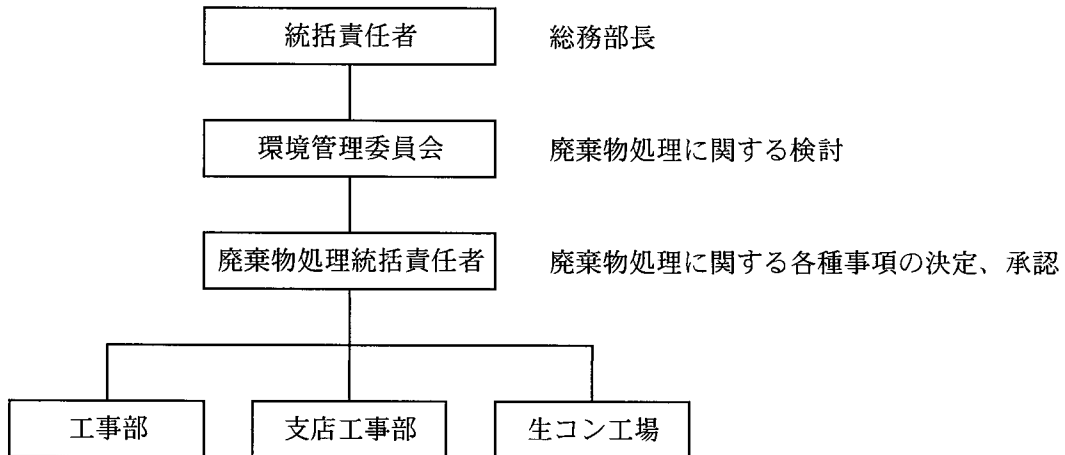 統括責任者 総務部長
環境管理委員会 廃棄物処理に関する検討
廃棄物処理統括責任者 廃棄物処理に関する各種事項の決定、承認
工事部 支店工事部 生コン工場